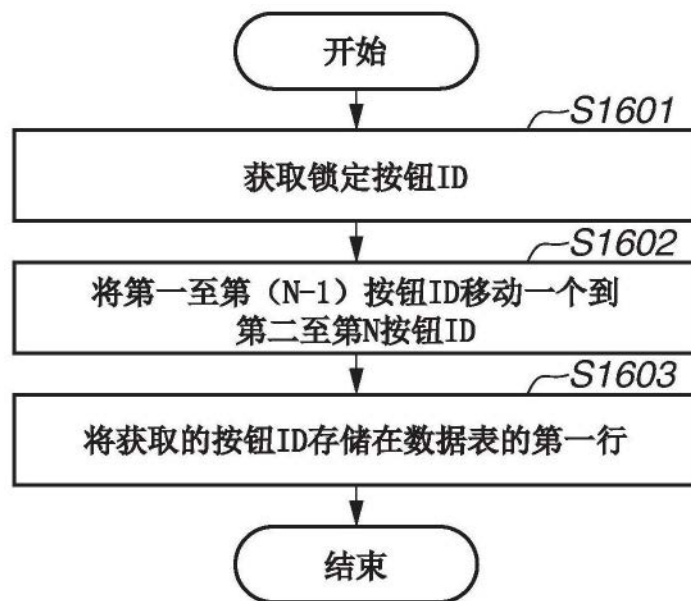 开始
S1601
获取锁定按钮ID
S1602
将第一至第（N-1）按钮ID移动一个到
第二至第N按钮ID
S1603
将获取的按钮ID存储在数据表的第一行
结束